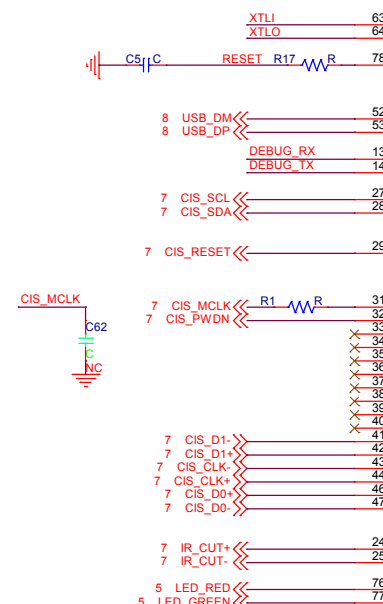 XTLI 63
XTLO 64
C5 C RESET R17 R 78
8 USB_DM 52
8 USB_DP 53
DEBUG_RX 13
DEBUG_TX 14
7 CIS_SCL 27
7 CIS_SDA 28
7 CIS_RESET 29
CIS_MCLK 7 CIS_MCLK R1 R 31
7 CIS_PWDN 32
C62 33
34
C 35
NC 36
37
38
39
40
7 CIS_D1- 41
7 CIS_D1+ 42
7 CIS_CLK- 43
7 CIS_CLK+ 44
7 CIS_D0+ 46
7 CIS_D0- 47
7 IR_CUT+ 24
7 IR_CUT- 25
5 LED_RED 76
5 LED_GREEN 77